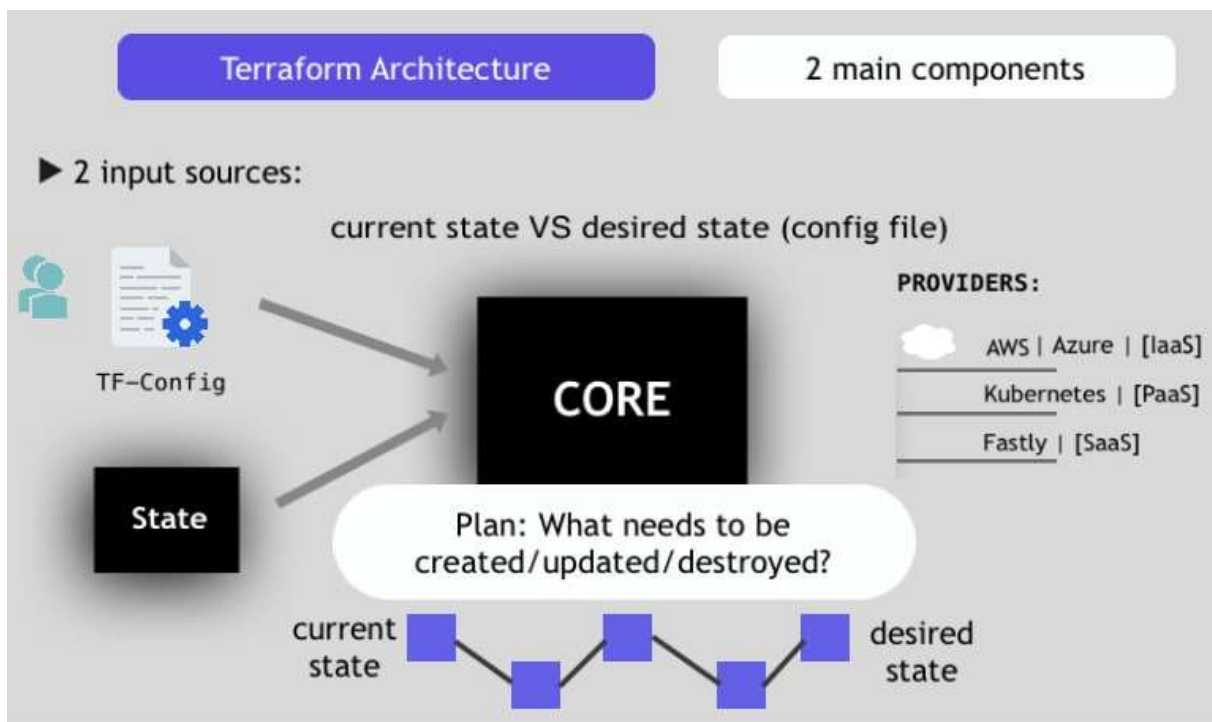 Terraform Architecture
2 main components
▶ 2 input sources:
current state VS desired state (config file)
PROVIDERS:
TF-Config
AWS | Azure | [IaaS]
Kubernetes | [PaaS]
Fastly | [SaaS]
CORE
State
Plan: What needs to be
created/updated/destroyed?
current
state
desired
state